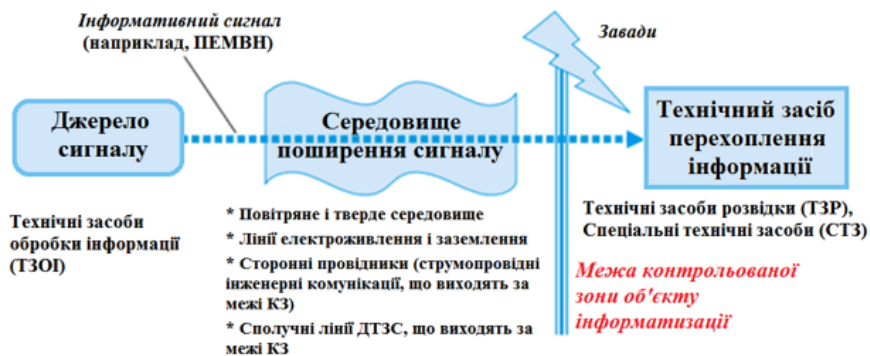 Інформативний сигнал
(наприклад, ПЕМВН)
Завади
Джерело
сигналу
Середовище
поширення сигналу
Технічний засіб
перехоплення
інформації
Технічні засоби
обробки інформації
(ТЗОІ)
* Повітряне і тверде середовище
* Лінії електроживлення і заземлення
* Сторонні провідники (струмопровідні
інженерні комунікації, що виходять за
межі КЗ)
* Сполучні лінії ДТЗС, що виходять за
межі КЗ
Технічні засоби розвідки (ТЗР),
Спеціальні технічні засоби (СТЗ)
Межа контрольованої
зони об'єкту
інформатизації